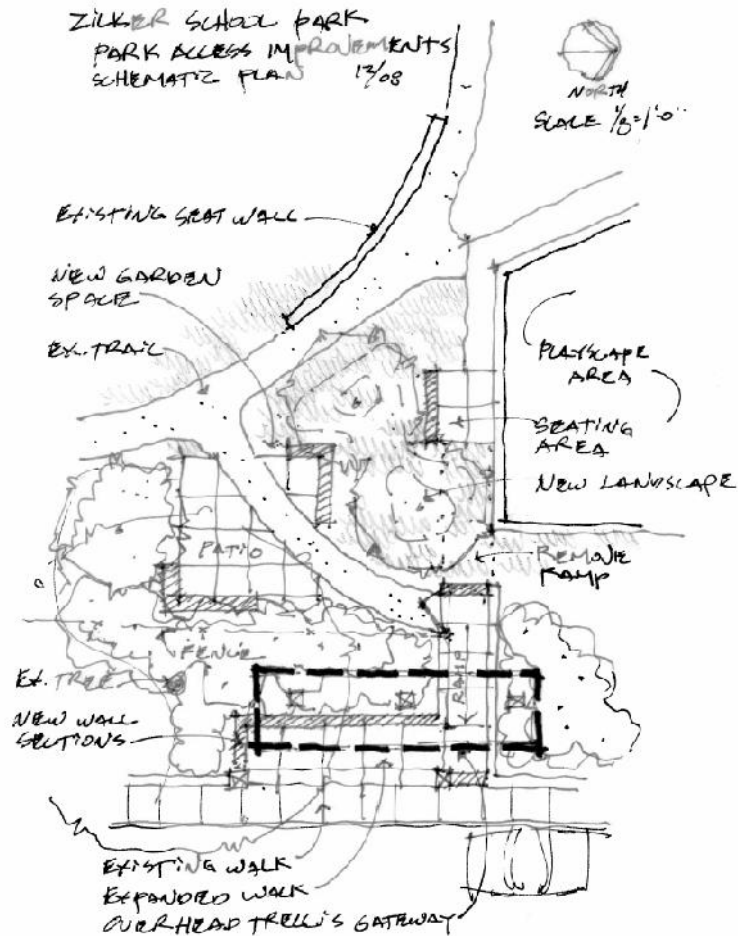 ZILKER SCHOOL PARK
PARK ACCESS IMPROVEMENTS
SCHEMATIC PLAN 12/08
NORTH
SCALE 1/8=1'-0"
EXISTING SEAT WALL
NEW GARDEN
SPACE
EX. TRAIL
PLAYSCAPE
AREA
SEATING
AREA
NEW LANDSCAPE
PATIO
REMOVE
RAMP
FENCE
RAMP
EX. TREE
NEW WALL
SECTIONS
EXISTING WALK
EXPANDED WALK
OVERHEAD TRELLIS GATEWAY